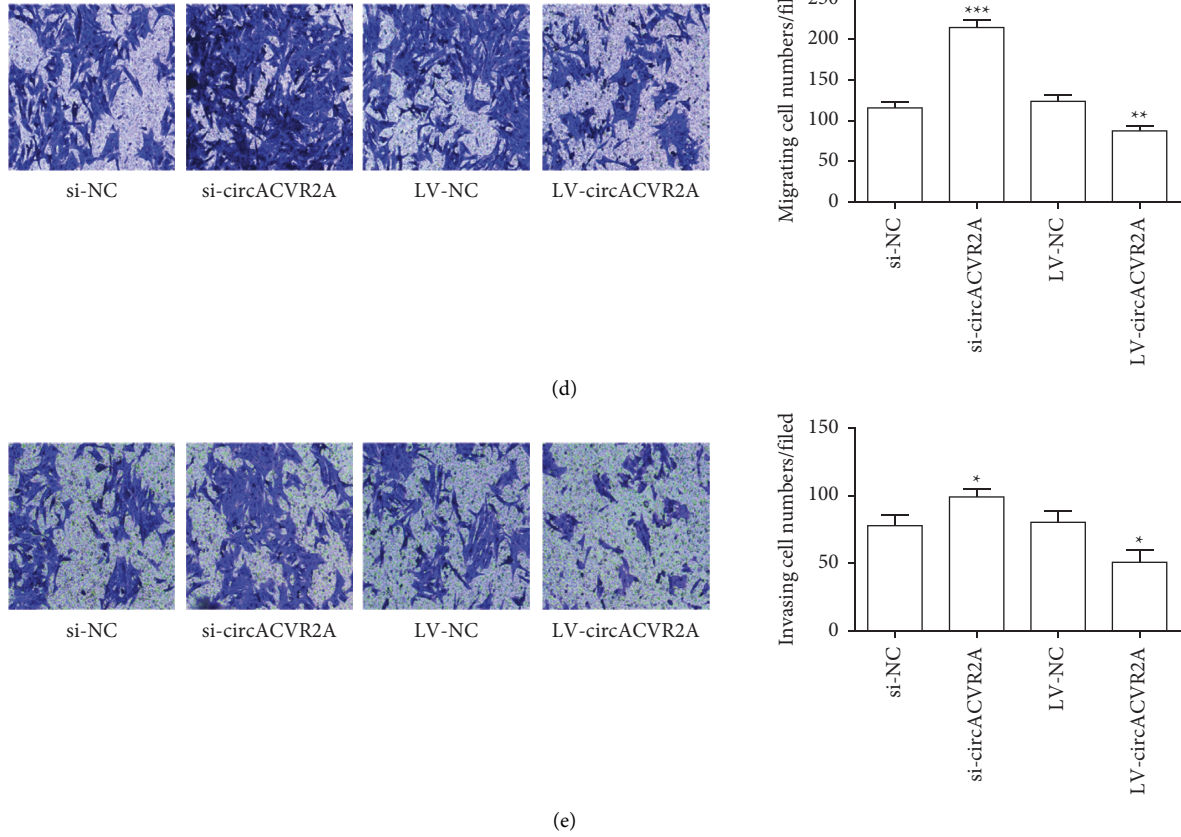 si-NC
si-circACVR2A
LV-NC
LV-circACVR2A
Migrating cell numbers/filed
250
200
150
100
50
0
***
**
si-NC
si-circACVR2A
LV-NC
LV-circACVR2A
(d)
si-NC
si-circACVR2A
LV-NC
LV-circACVR2A
Invasing cell numbers/filed
150
100
50
0
*
*
si-NC
si-circACVR2A
LV-NC
LV-circACVR2A
(e)